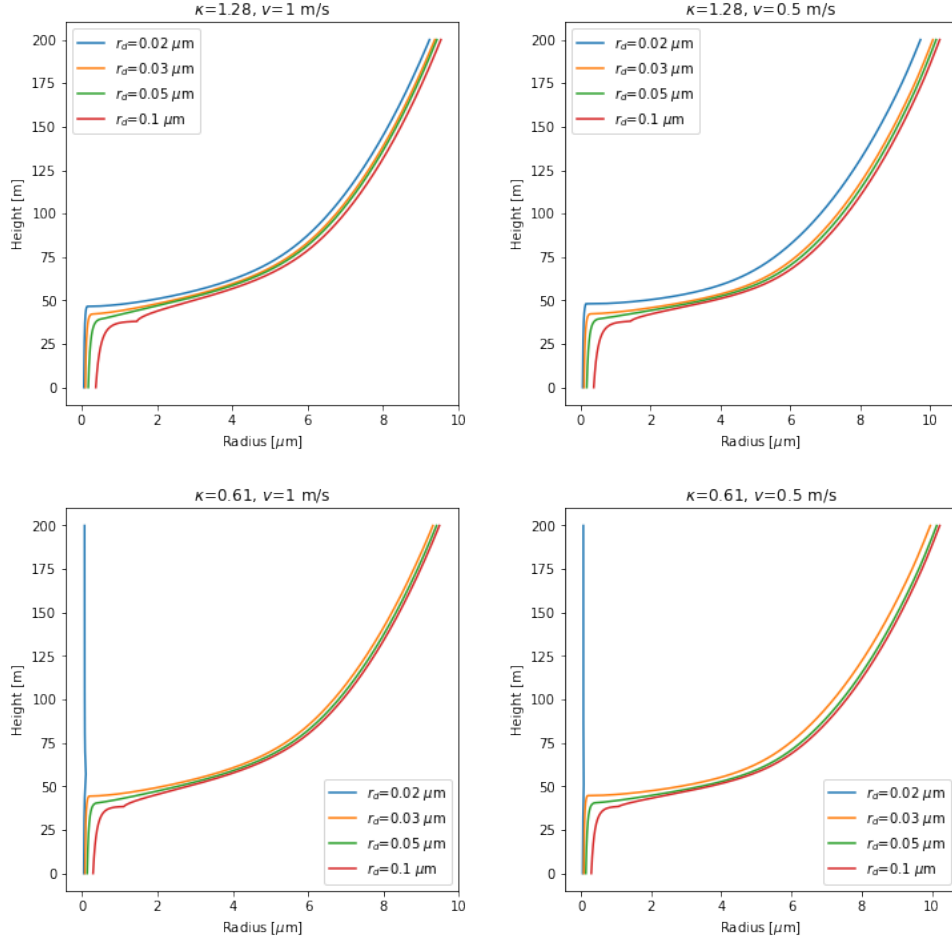 κ=1.28, v=1 m/s
200
175
150
125
100
75
50
25
0
Height [m]
r_d=0.02 μm
r_d=0.03 μm
r_d=0.05 μm
r_d=0.1 μm
0 2 4 6 8 10
Radius [μm]
κ=1.28, v=0.5 m/s
200
175
150
125
100
75
50
25
0
Height [m]
r_d=0.02 μm
r_d=0.03 μm
r_d=0.05 μm
r_d=0.1 μm
0 2 4 6 8 10
Radius [μm]
κ=0.61, v=1 m/s
200
175
150
125
100
75
50
25
0
Height [m]
r_d=0.02 μm
r_d=0.03 μm
r_d=0.05 μm
r_d=0.1 μm
0 2 4 6 8 10
Radius [μm]
κ=0.61, v=0.5 m/s
200
175
150
125
100
75
50
25
0
Height [m]
r_d=0.02 μm
r_d=0.03 μm
r_d=0.05 μm
r_d=0.1 μm
0 2 4 6 8 10
Radius [μm]